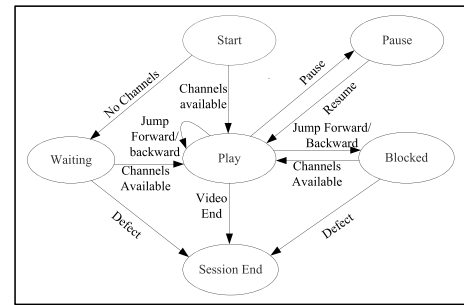 Start
Pause
No Channels
Channels
available
Pause
Resume
Jump
Forward/
backward
Jump Forward/
Backward
Waiting
Play
Blocked
Channels
Available
Channels
Available
Video
End
Defect
Defect
Session End